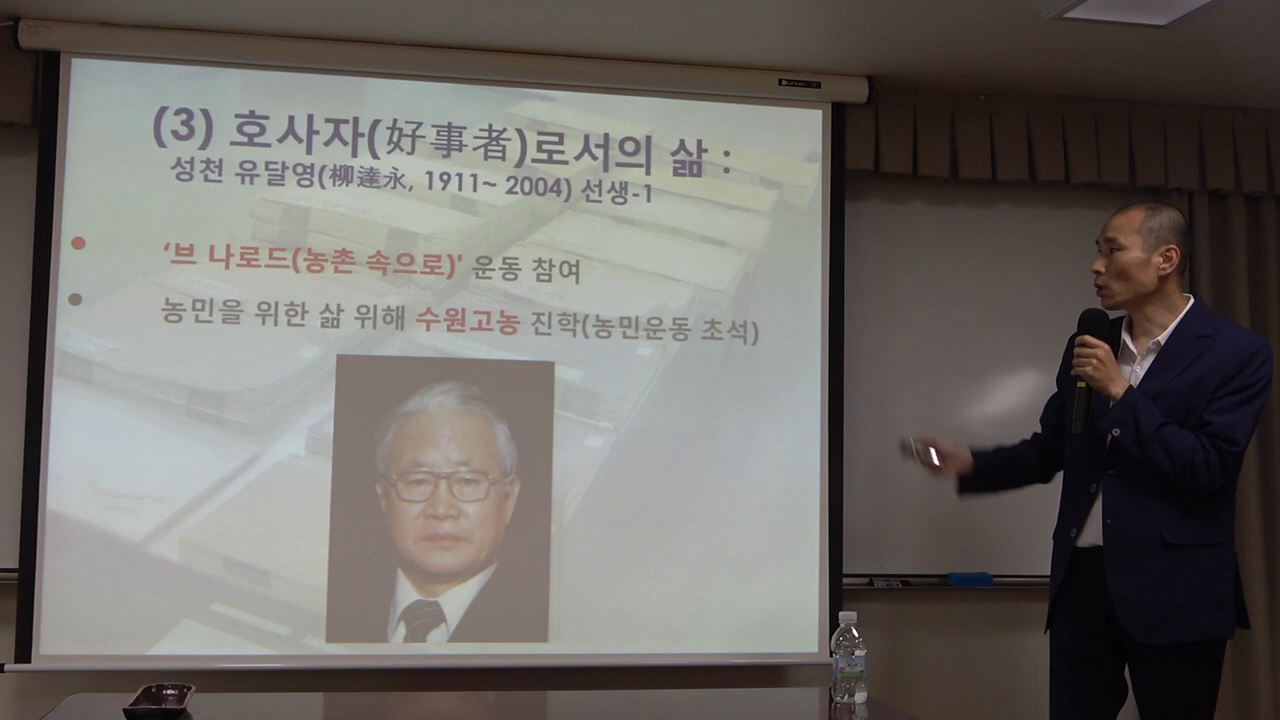 (3) 호사자(好事者)로서의 삶 :
성천 유달영(柳達永, 1911~ 2004) 선생-1
‘브 나로드(농촌 속으로)’ 운동 참여
농민을 위한 삶 위해 수원고농 진학(농민운동 초석)